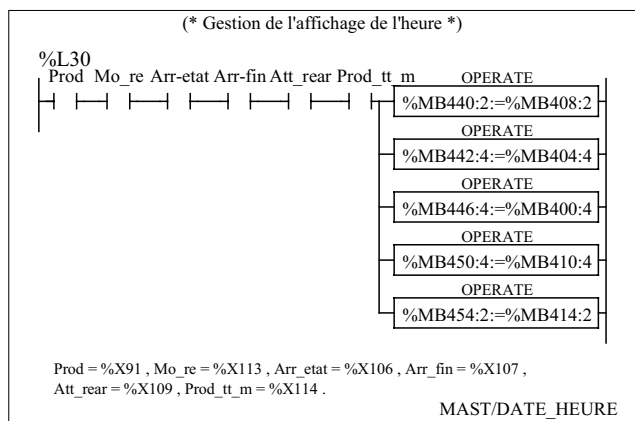 (* Gestion de l'affichage de l'heure *)
%L30
Prod Mo_re Arr-etat Arr-fin Att_rear Prod_tt_m
OPERATE
%MB440:2:=%MB408:2
OPERATE
%MB442:4:=%MB404:4
OPERATE
%MB446:4:=%MB400:4
OPERATE
%MB450:4:=%MB410:4
OPERATE
%MB454:2:=%MB414:2
Prod = %X91 , Mo_re = %X113 , Arr_etat = %X106 , Arr_fin = %X107 ,
Att_rear = %X109 , Prod_tt_m = %X114 .
MAST/DATE_HEURE